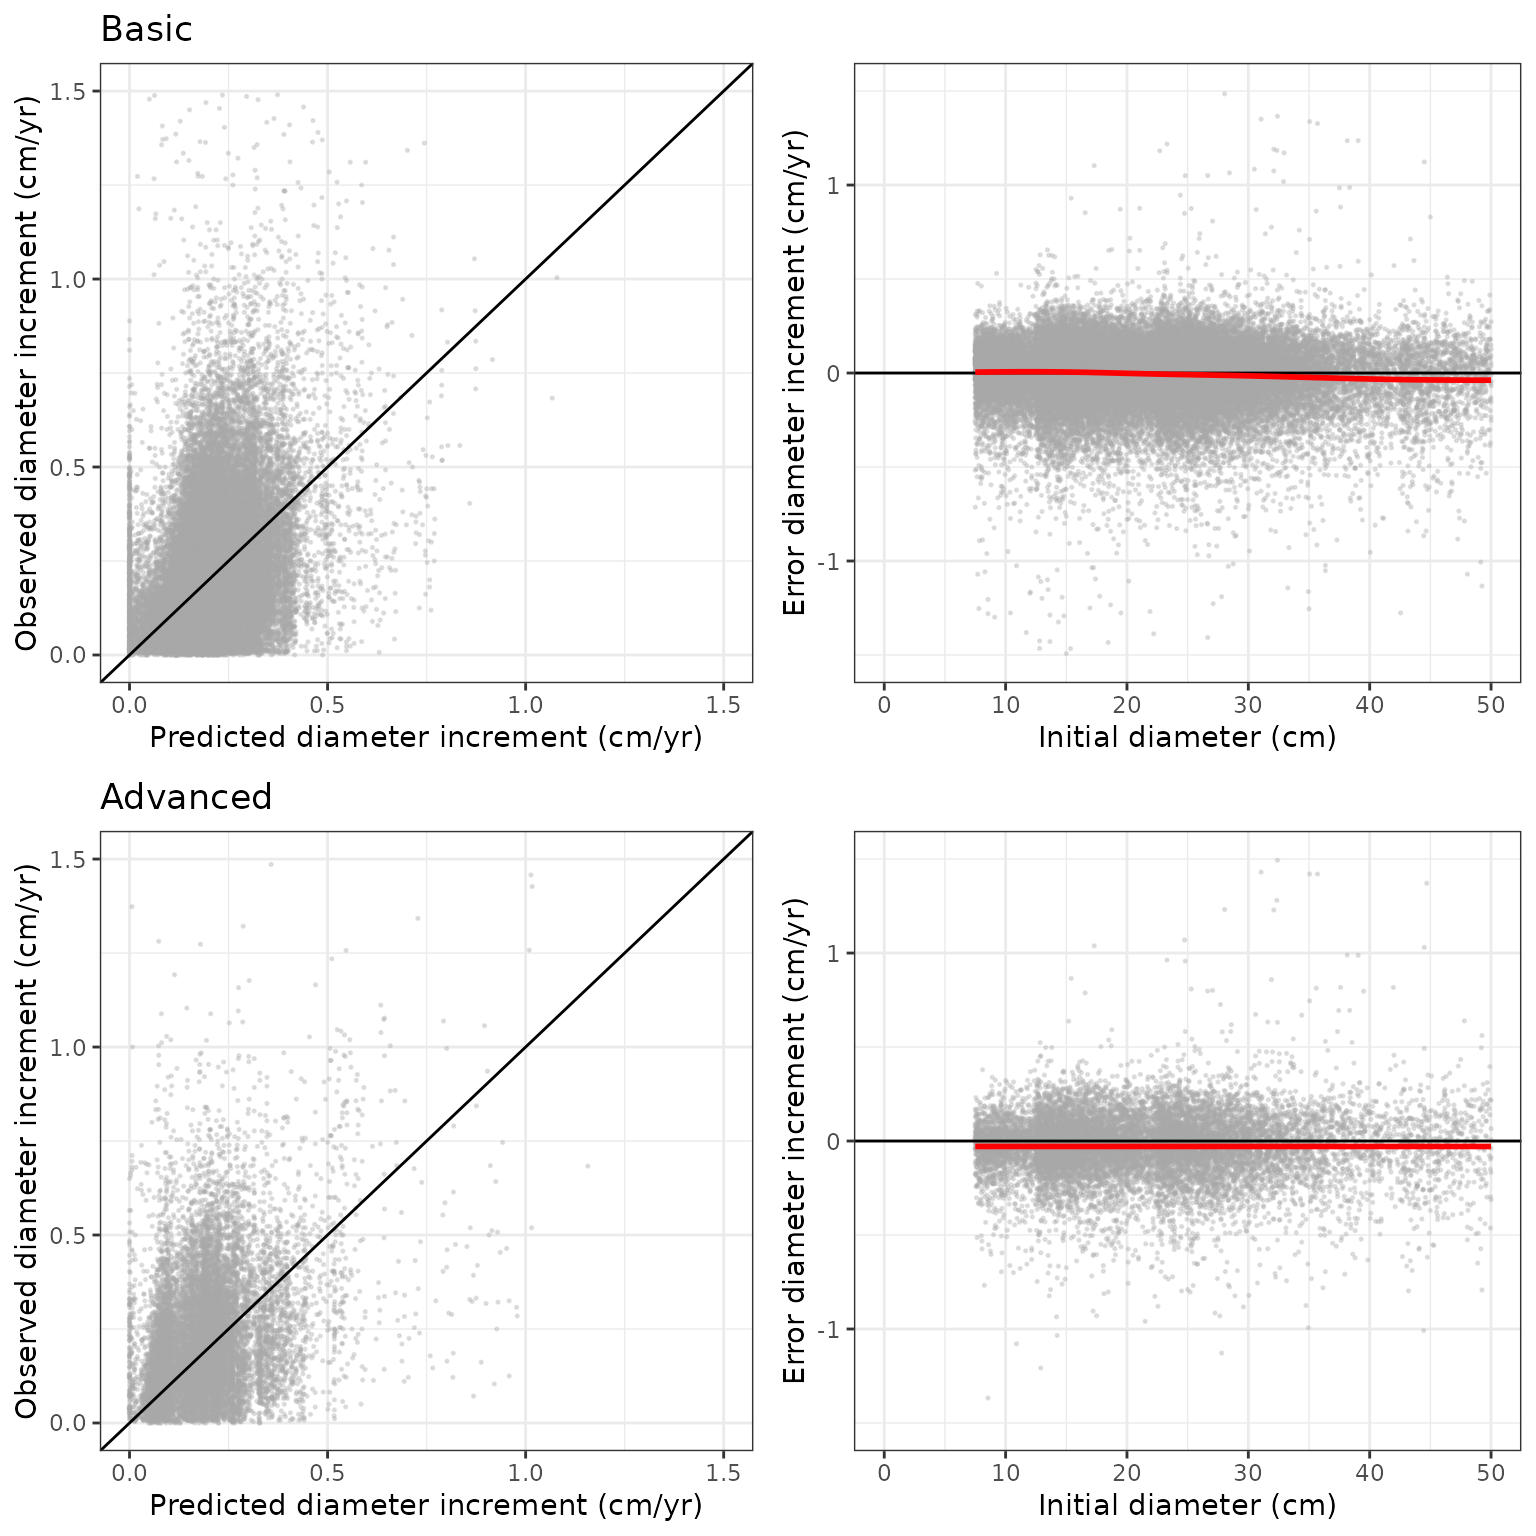 Basic
Observed diameter increment (cm/yr)
1.5
1.0
0.5
0.0
0.0 0.5 1.0 1.5
Predicted diameter increment (cm/yr)
Error diameter increment (cm/yr)
1
0
-1
0 10 20 30 40 50
Initial diameter (cm)
Advanced
Observed diameter increment (cm/yr)
1.5
1.0
0.5
0.0
0.0 0.5 1.0 1.5
Predicted diameter increment (cm/yr)
Error diameter increment (cm/yr)
1
0
-1
0 10 20 30 40 50
Initial diameter (cm)